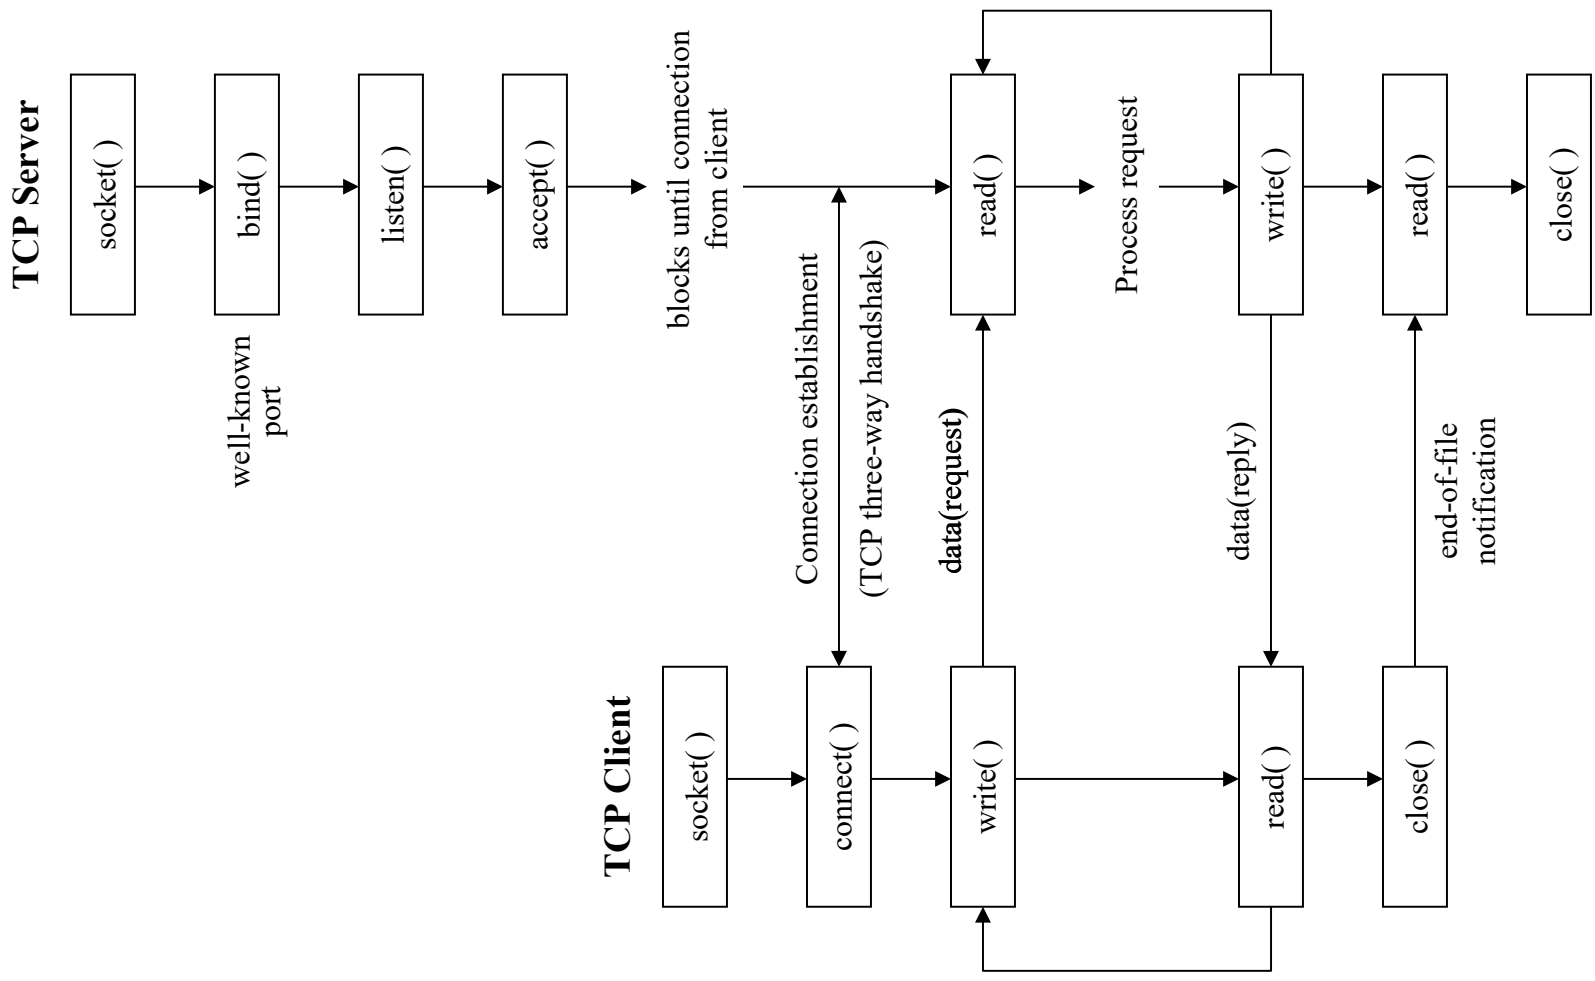 TCP Server
socket( )
bind( )
well-known
port
listen( )
accept( )
blocks until connection
from client
TCP Client
socket( )
connect( )
Connection establishment
(TCP three-way handshake)
write( )
data(request)
read( )
Process request
write( )
data(reply)
read( )
close( )
end-of-file
notification
read( )
close( )